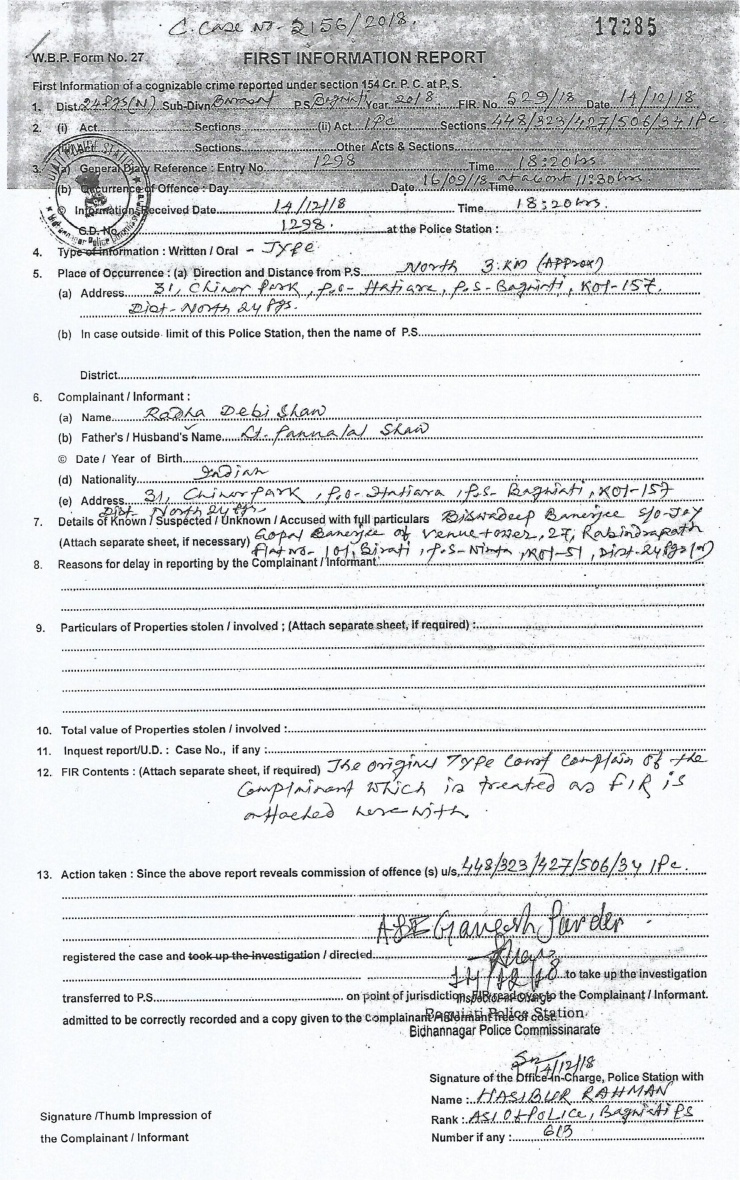 C. Case No. 2156/2018.
17285
W.B.P. Form No. 27
FIRST INFORMATION REPORT
First Information of a cognizable crime reported under section 154 Cr. P. C. at P. S.
1. Dist. 24 Pgs (N) Sub-Divn Barasat P.S. Baguiati Year 2018 FIR. No. 529/18 Date 14/12/18
2. (i) Act Sections (ii) Act IPC Sections 448/323/427/506/34 IPC
Sections Other Acts & Sections
3. (a) General Diary Reference : Entry No 1298 Time 18:20 hrs
(b) Occurrence of Offence : Day Date 16/09/18 at about 11:30 hrs Time
© Information Received Date 14/12/18 Time 18:20 hrs.
G.D. No. 1298. at the Police Station :
4. Type of Information : Written / Oral - Type
5. Place of Occurrence : (a) Direction and Distance from P.S. North 3. KM (Approx)
(a) Address 31, Chinar Park, P.O- Hatiara, P.S- Baguiati, Kol-157.
Dist- North 24 Pgs.
(b) In case outside limit of this Police Station, then the name of P.S.
District
6. Complainant / Informant :
(a) Name Radha Debi Shaw
(b) Father's / Husband's Name Lt. Pannalal Shaw
© Date / Year of Birth
(d) Nationality Indian
(e) Address 31, Chinar Park, P.O- Hatiara, P.S- Baguiati, Kol-157
Dist North 24 Pgs.
7. Details of Known / Suspected / Unknown / Accused with full particulars Biswadeep Banerjee S/o- Jay
(Attach separate sheet, if necessary) Gopal Banerjee of Venue tower, 27, Rabindrapath
Flat No- 101, Birati, P.S- Nimta, Kol-51, Dist-24 Pgs (N)
8. Reasons for delay in reporting by the Complainant / Informant.
9. Particulars of Properties stolen / involved ; (Attach separate sheet, if required) :
10. Total value of Properties stolen / involved :
11. Inquest report/U.D. : Case No., if any :
12. FIR Contents : (Attach separate sheet, if required) The original Type court complain of the
Complainant which is treated as FIR is
attached herewith.
13. Action taken : Since the above report reveals commission of offence (s) u/s. 448/323/427/506/34 IPC.
ASI Ganesh Sarder
registered the case and took up the investigation / directed
14/12/18 to take up the investigation
Inspector-in-Charge
transferred to P.S. on point of jurisdiction, FIR read over to the Complainant / Informant.
Baguiati Police Station
admitted to be correctly recorded and a copy given to the Complainant / Informant free of cost.
Bidhannagar Police Commissinarate
14/12/18
Signature of the Office-in-Charge, Police Station with
Name : HASIBUR RAHMAN
Signature /Thumb Impression of
Rank : ASI OF POLICE, Baguiati PS
the Complainant / Informant
Number if any : 613